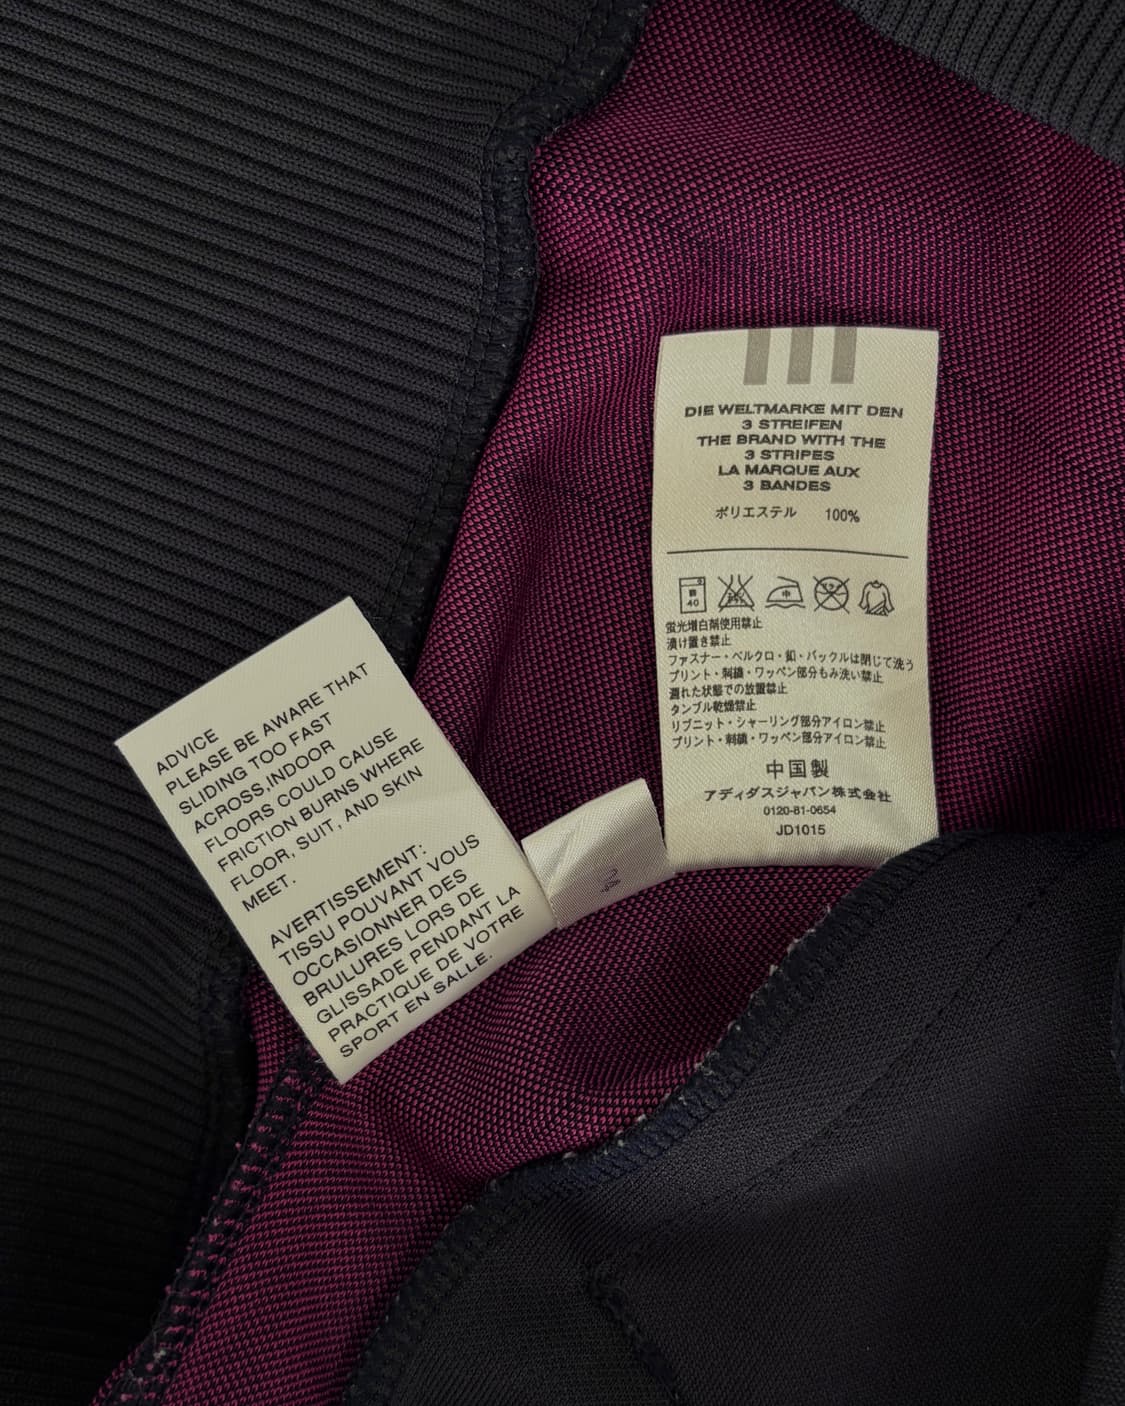 ADVICE
PLEASE BE AWARE THAT
SLIDING TOO FAST
ACROSS,INDOOR
FLOORS COULD CAUSE
FRICTION BURNS WHERE
FLOOR, SUIT, AND SKIN
MEET.
AVERTISSEMENT:
TISSU POUVANT VOUS
OCCASIONNER DES
BRULURES LORS DE
GLISSADE PENDANT LA
PRACTIQUE DE VOTRE
SPORT EN SALLE.
DIE WELTMARKE MIT DEN
3 STREIFEN
THE BRAND WITH THE
3 STRIPES
LA MARQUE AUX
3 BANDES
ポリエステル 100%
40 中
蛍光増白剤使用禁止
漬け置き禁止
ファスナー・ベルクロ・釦・バックルは閉じて洗う
プリント・刺繍・ワッペン部分もみ洗い禁止
濡れた状態での放置禁止
タンブル乾燥禁止
リブニット・シャーリング部分アイロン禁止
プリント・刺繍・ワッペン部分アイロン禁止
中国製
アディダスジャパン株式会社
0120-81-0654
JD1015